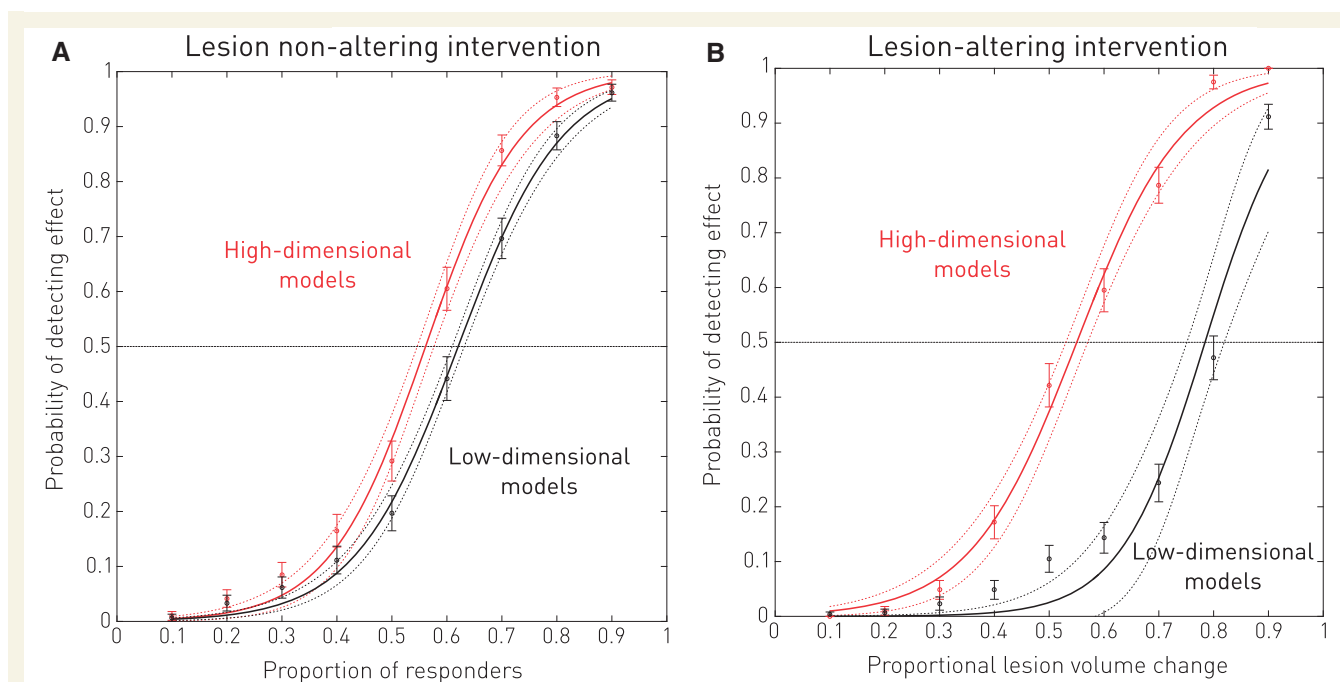 A
Lesion non-altering intervention
1
0.9
0.8
0.7
0.6
0.5
0.4
0.3
0.2
0.1
0
Probability of detecting effect
High-dimensional
models
Low-dimensional
models
0 0.1 0.2 0.3 0.4 0.5 0.6 0.7 0.8 0.9 1
Proportion of responders
B
Lesion-altering intervention
1
0.9
0.8
0.7
0.6
0.5
0.4
0.3
0.2
0.1
0
Probability of detecting effect
High-dimensional
models
Low-dimensional
models
0 0.1 0.2 0.3 0.4 0.5 0.6 0.7 0.8 0.9 1
Proportional lesion volume change